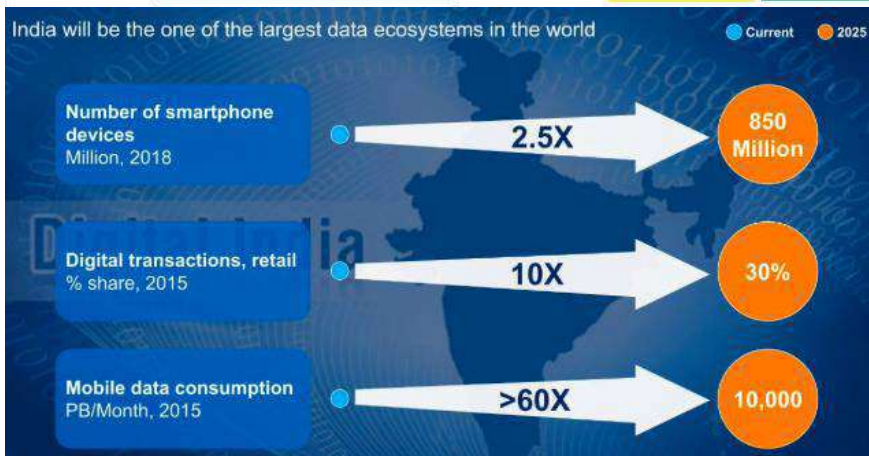 India will be the one of the largest data ecosystems in the world
Current
2025
Number of smartphone
devices
Million, 2018
2.5X
850
Million
Digital India
Digital transactions, retail
% share, 2015
10X
30%
Mobile data consumption
PB/Month, 2015
>60X
10,000